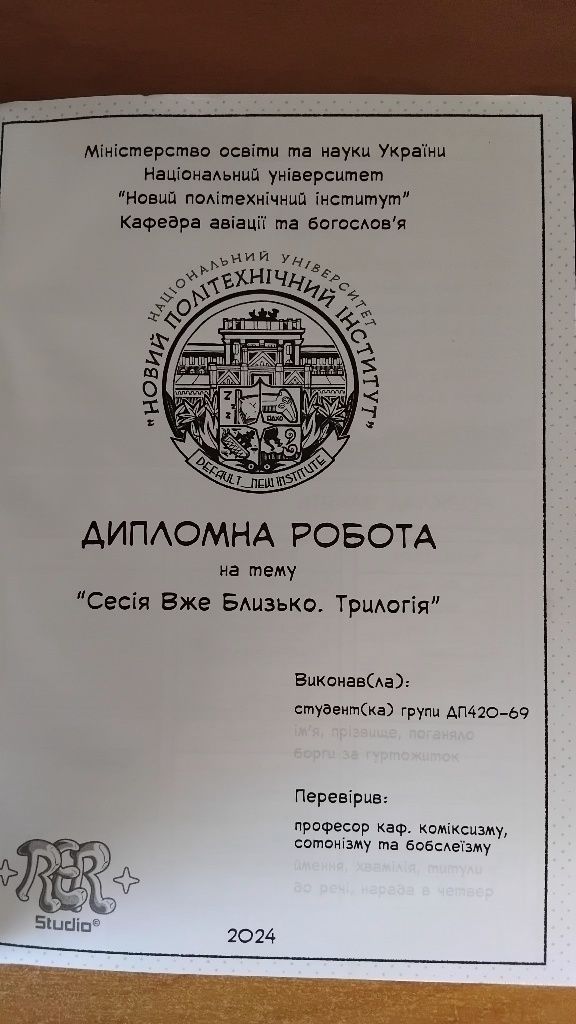 Міністерство освіти та науки України
Національний університет
"Новий політехнічний інститут"
Кафедра авіації та богослов'я
НАЦІОНАЛЬНИЙ УНІВЕРСИТЕТ
"НОВИЙ ПОЛІТЕХНІЧНИЙ ІНСТИТУТ"
DEFAULT_NEW INSTITUTE
ДИПЛОМНА РОБОТА
на тему
"Сесія Вже Близько. Трилогія"
Виконав(ла):
студент(ка) групи ДП420-69
ім'я, прізвище, поганяло
борги за гуртожиток
Перевірив:
професор каф. коміксизму,
сотонізму та бобслеїзму
ймення, хвамілія, титули
до речі, нарада в четвер
RER
Studio©
2024